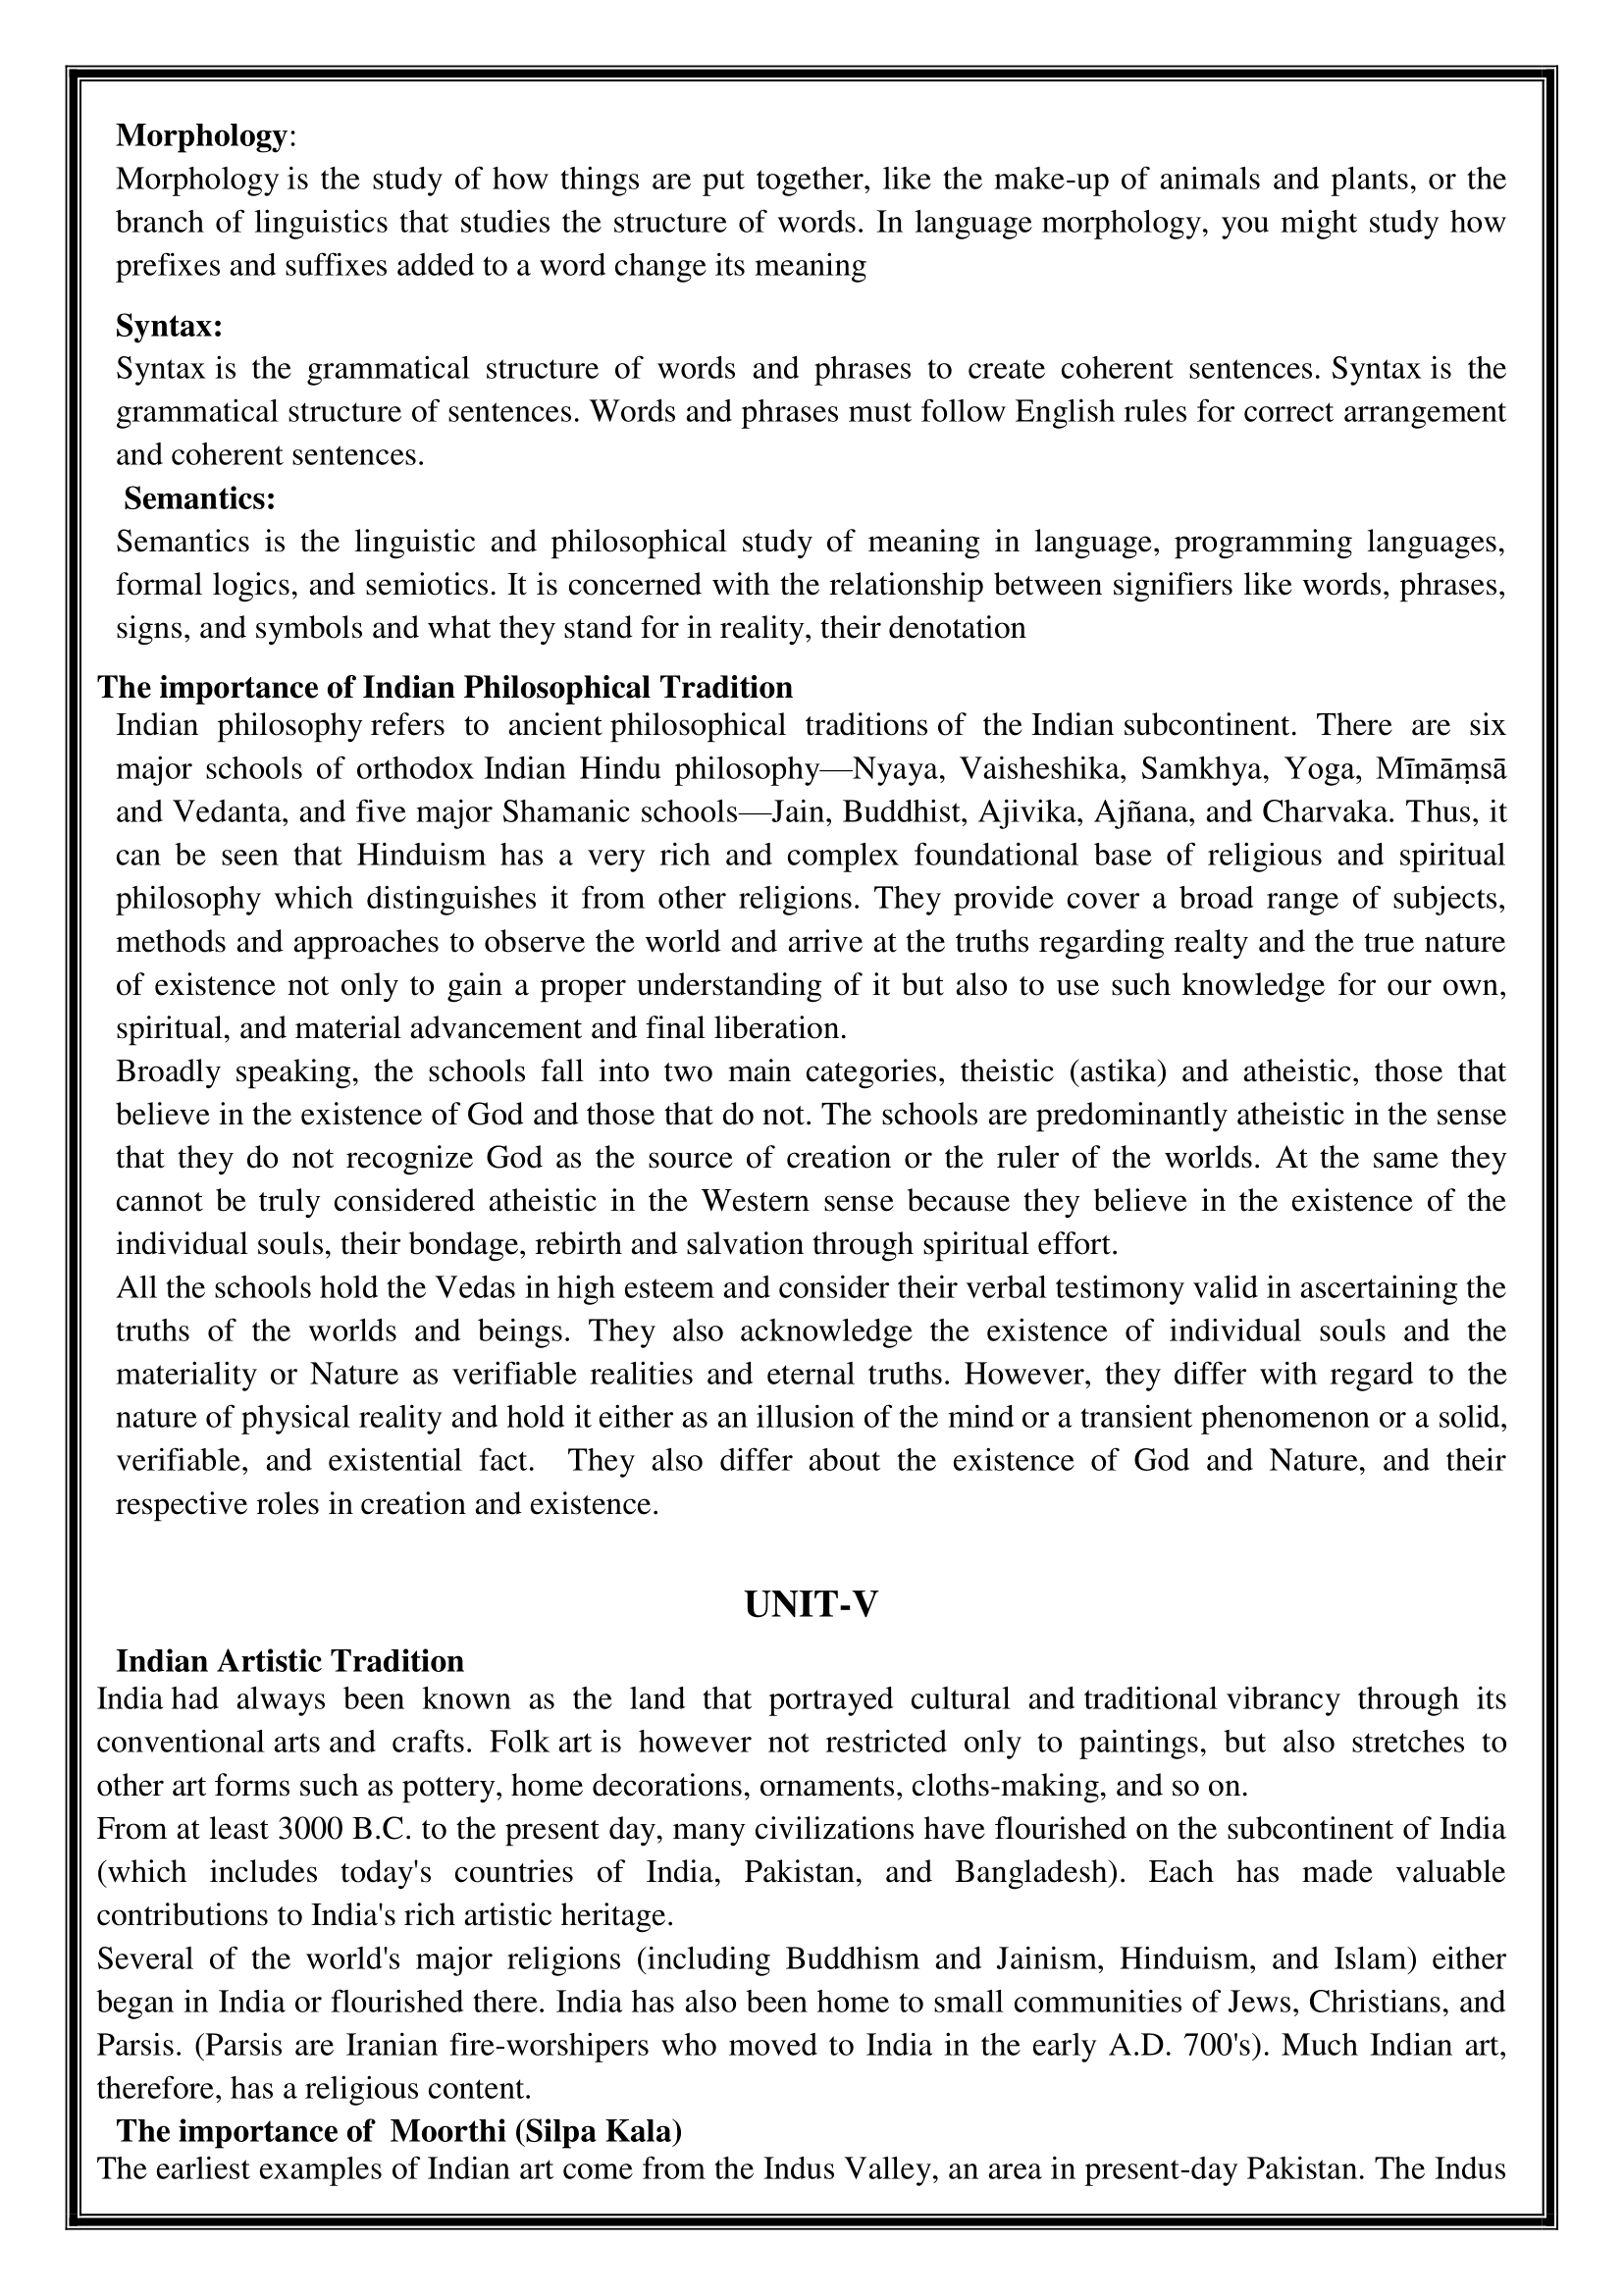 Morphology:
Morphology is the study of how things are put together, like the make-up of animals and plants, or the
branch of linguistics that studies the structure of words. In language morphology, you might study how
prefixes and suffixes added to a word change its meaning
Syntax:
Syntax is the grammatical structure of words and phrases to create coherent sentences. Syntax is the
grammatical structure of sentences. Words and phrases must follow English rules for correct arrangement
and coherent sentences.
Semantics:
Semantics is the linguistic and philosophical study of meaning in language, programming languages,
formal logics, and semiotics. It is concerned with the relationship between signifiers like words, phrases,
signs, and symbols and what they stand for in reality, their denotation
The importance of Indian Philosophical Tradition
Indian philosophy refers to ancient philosophical traditions of the Indian subcontinent. There are six
major schools of orthodox Indian Hindu philosophy—Nyaya, Vaisheshika, Samkhya, Yoga, Mīmāṃsā
and Vedanta, and five major Shamanic schools—Jain, Buddhist, Ajivika, Ajñana, and Charvaka. Thus, it
can be seen that Hinduism has a very rich and complex foundational base of religious and spiritual
philosophy which distinguishes it from other religions. They provide cover a broad range of subjects,
methods and approaches to observe the world and arrive at the truths regarding realty and the true nature
of existence not only to gain a proper understanding of it but also to use such knowledge for our own,
spiritual, and material advancement and final liberation.
Broadly speaking, the schools fall into two main categories, theistic (astika) and atheistic, those that
believe in the existence of God and those that do not. The schools are predominantly atheistic in the sense
that they do not recognize God as the source of creation or the ruler of the worlds. At the same they
cannot be truly considered atheistic in the Western sense because they believe in the existence of the
individual souls, their bondage, rebirth and salvation through spiritual effort.
All the schools hold the Vedas in high esteem and consider their verbal testimony valid in ascertaining the
truths of the worlds and beings. They also acknowledge the existence of individual souls and the
materiality or Nature as verifiable realities and eternal truths. However, they differ with regard to the
nature of physical reality and hold it either as an illusion of the mind or a transient phenomenon or a solid,
verifiable, and existential fact. They also differ about the existence of God and Nature, and their
respective roles in creation and existence.
UNIT-V
Indian Artistic Tradition
India had always been known as the land that portrayed cultural and traditional vibrancy through its
conventional arts and crafts. Folk art is however not restricted only to paintings, but also stretches to
other art forms such as pottery, home decorations, ornaments, cloths-making, and so on.
From at least 3000 B.C. to the present day, many civilizations have flourished on the subcontinent of India
(which includes today's countries of India, Pakistan, and Bangladesh). Each has made valuable
contributions to India's rich artistic heritage.
Several of the world's major religions (including Buddhism and Jainism, Hinduism, and Islam) either
began in India or flourished there. India has also been home to small communities of Jews, Christians, and
Parsis. (Parsis are Iranian fire-worshipers who moved to India in the early A.D. 700's). Much Indian art,
therefore, has a religious content.
The importance of Moorthi (Silpa Kala)
The earliest examples of Indian art come from the Indus Valley, an area in present-day Pakistan. The Indus